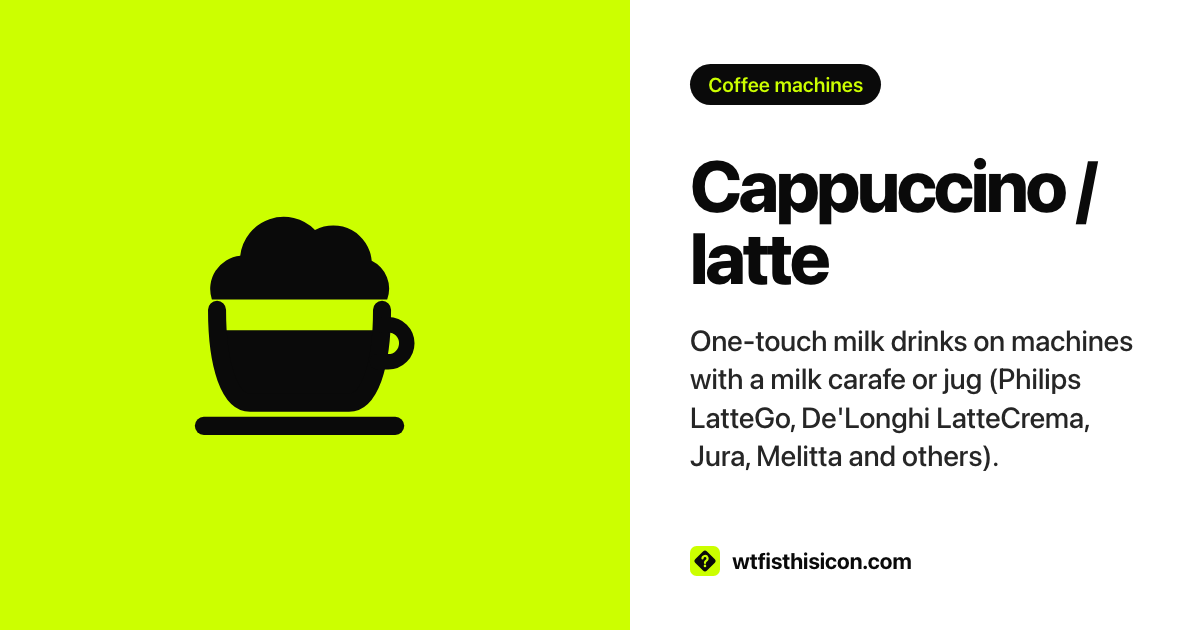 Coffee machines
Cappuccino /
latte
One-touch milk drinks on machines
with a milk carafe or jug (Philips
LatteGo, De'Longhi LatteCrema,
Jura, Melitta and others).
?
wtfisthisicon.com